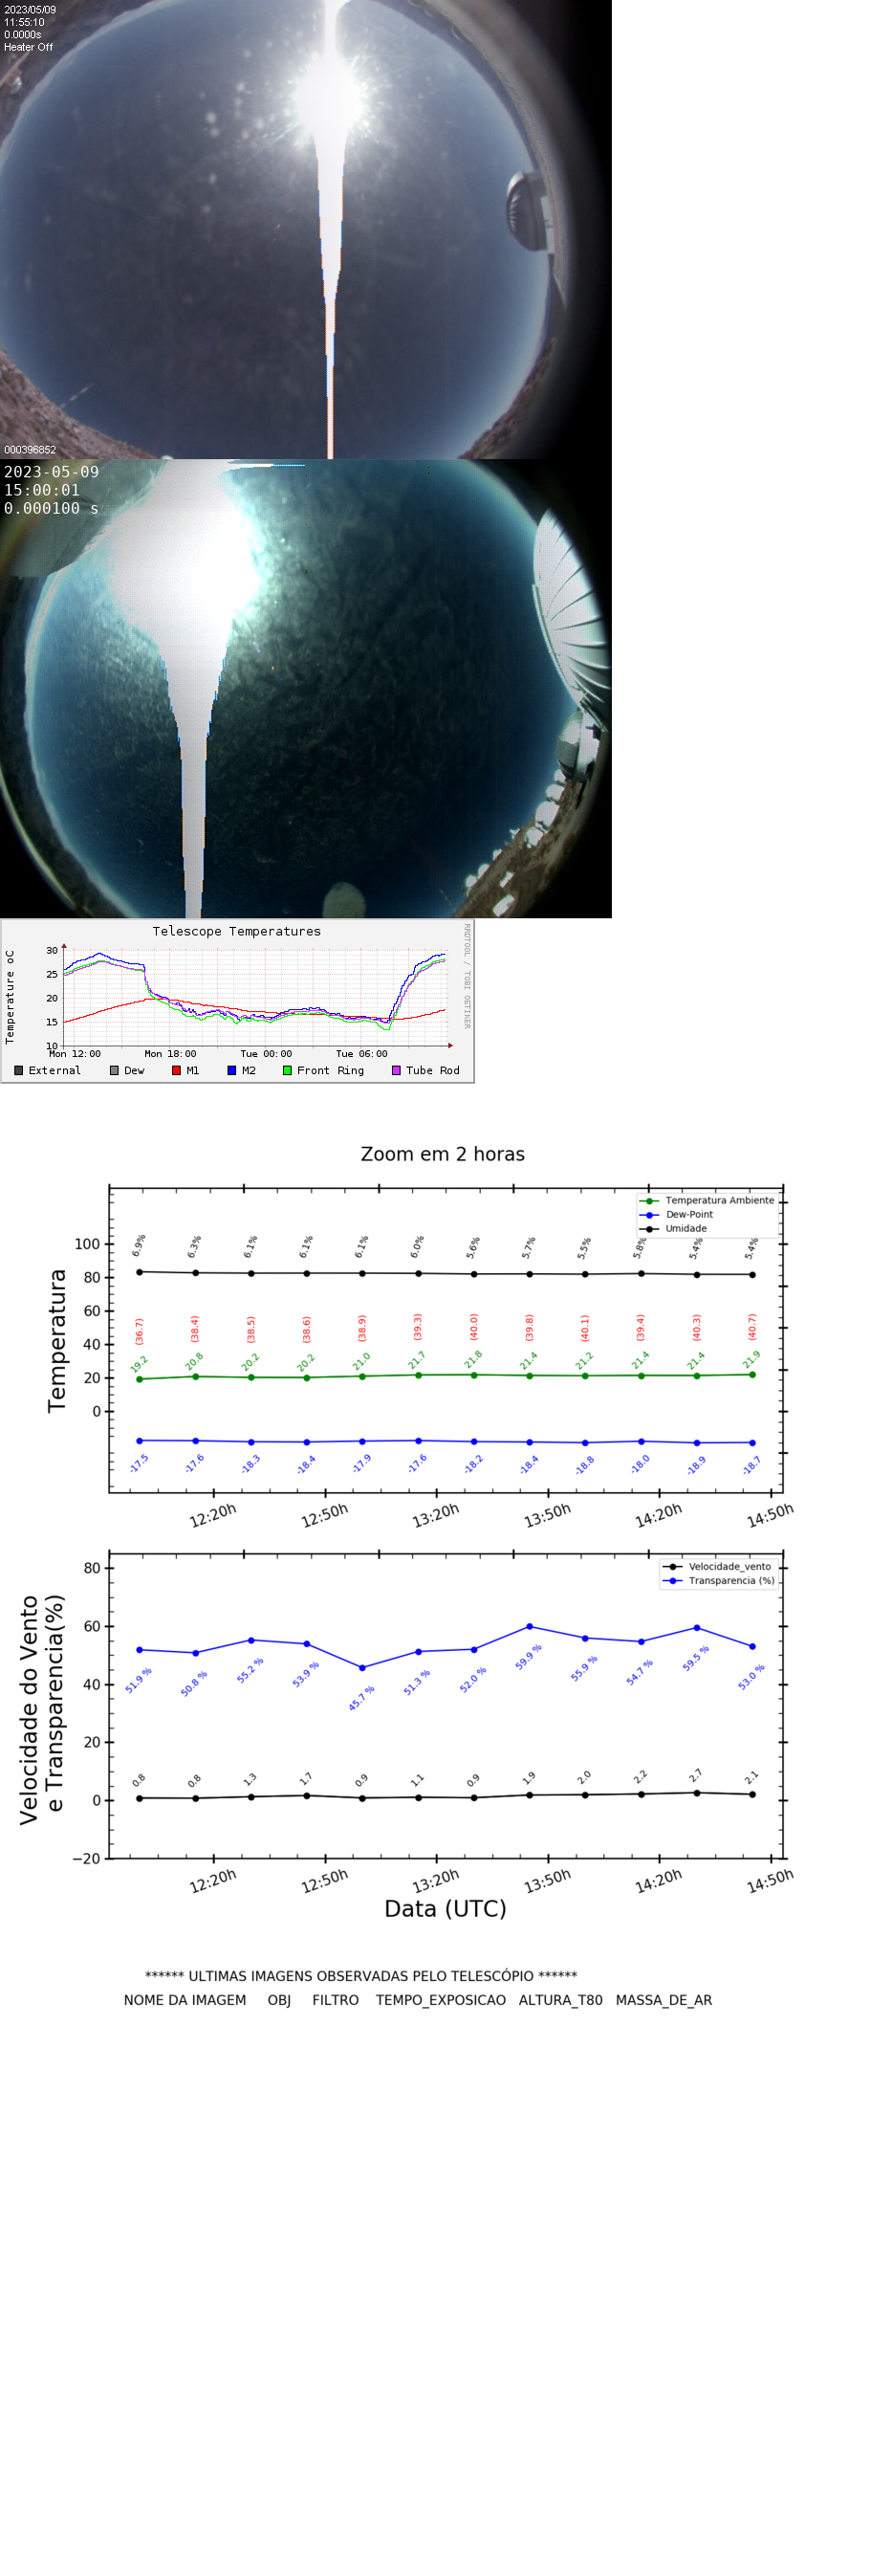 2023/05/09
11:55:10
0.0000s
Heater Off
000396852
2023-05-09
15:00:01
0.000100 s
Telescope Temperatures
RRDTOOL / TOBI OETIKER
Temperature oC
30
25
20
15
10
Mon 12:00 Mon 18:00 Tue 00:00 Tue 06:00
External Dew M1 M2 Front Ring Tube Rod
Zoom em 2 horas
Temperatura Ambiente
Dew-Point
Umidade
Temperatura
100
80
60
40
20
0
6.9% 6.3% 6.1% 6.1% 6.1% 6.0% 5.6% 5.7% 5.5% 5.8% 5.4% 5.4%
(36.7) (38.4) (38.5) (38.6) (38.9) (39.3) (40.0) (39.8) (40.1) (39.4) (40.3) (40.7)
19.2 20.8 20.2 20.2 21.0 21.7 21.8 21.4 21.2 21.4 21.4 21.9
-17.5 -17.6 -18.3 -18.4 -17.9 -17.6 -18.2 -18.4 -18.8 -18.0 -18.9 -18.7
12:20h 12:50h 13:20h 13:50h 14:20h 14:50h
Velocidade_vento
Transparencia (%)
Velocidade do Vento
e Transparencia(%)
80
60
40
20
0
−20
51.9 % 50.8 % 55.2 % 53.9 % 45.7 % 51.3 % 52.0 % 59.9 % 55.9 % 54.7 % 59.5 % 53.0 %
0.8 0.8 1.3 1.7 0.9 1.1 0.9 1.9 2.0 2.2 2.7 2.1
12:20h 12:50h 13:20h 13:50h 14:20h 14:50h
Data (UTC)
****** ULTIMAS IMAGENS OBSERVADAS PELO TELESCÓPIO ******
NOME DA IMAGEM OBJ FILTRO TEMPO_EXPOSICAO ALTURA_T80 MASSA_DE_AR